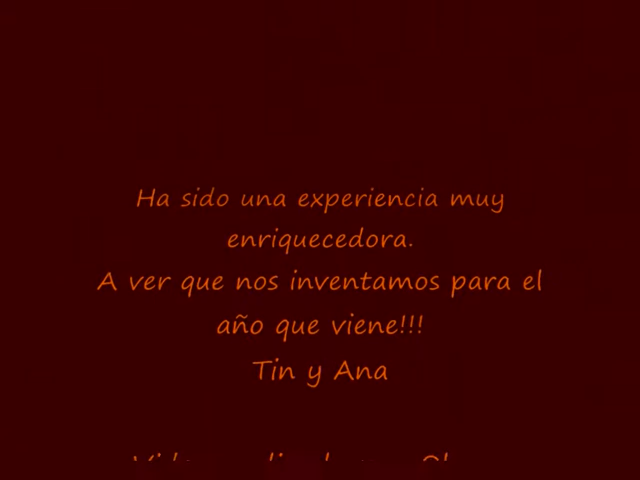 Ha sido una experiencia muy
enriquecedora.
A ver que nos inventamos para el
año que viene!!!
Tin y Ana